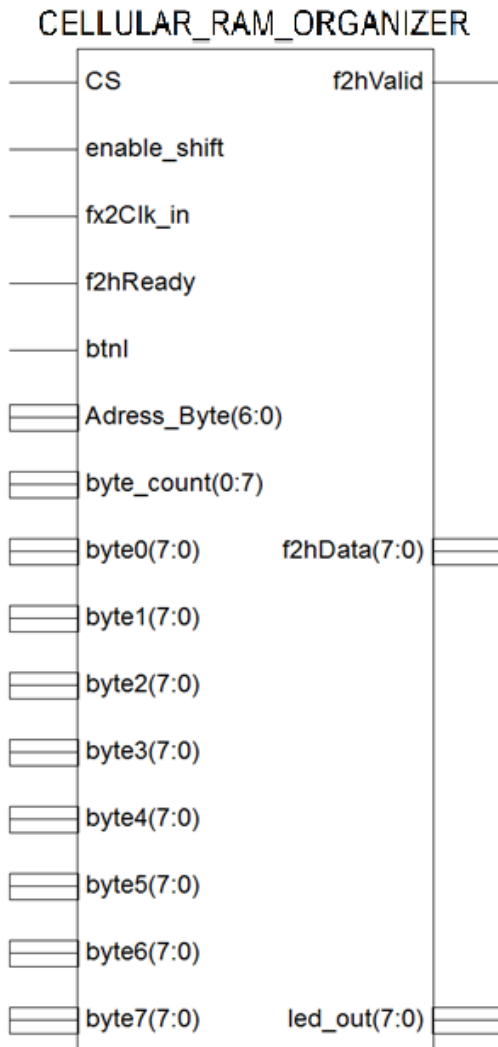 CELLULAR_RAM_ORGANIZER
CS f2hValid
enable_shift
fx2Clk_in
f2hReady
btnl
Adress_Byte(6:0)
byte_count(0:7)
byte0(7:0) f2hData(7:0)
byte1(7:0)
byte2(7:0)
byte3(7:0)
byte4(7:0)
byte5(7:0)
byte6(7:0)
byte7(7:0) led_out(7:0)